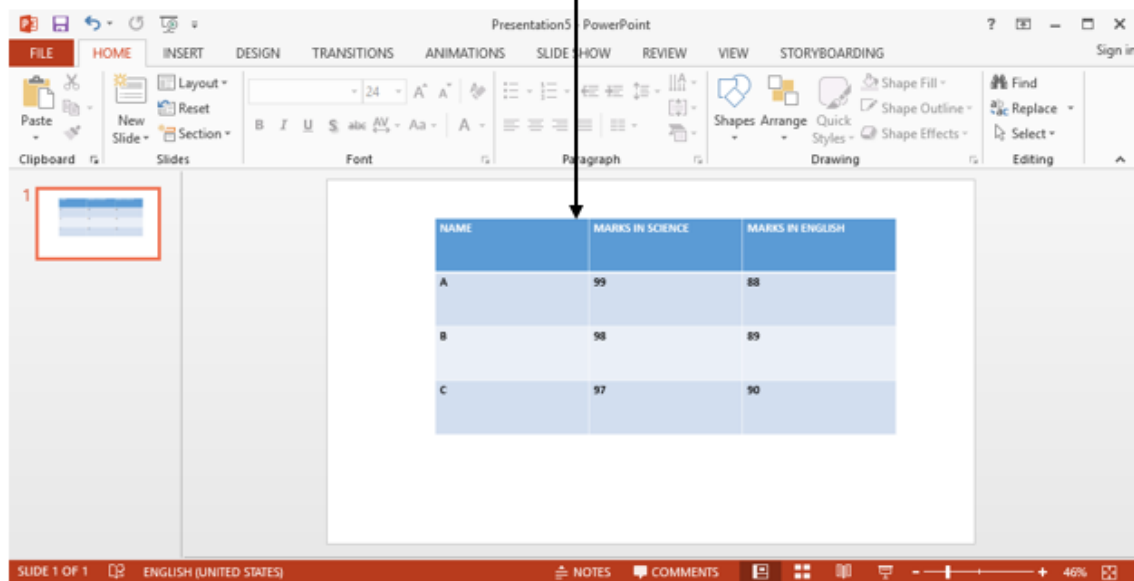 Presentation5 - PowerPoint ?
FILE HOME INSERT DESIGN TRANSITIONS ANIMATIONS SLIDE SHOW REVIEW VIEW STORYBOARDING Sign in
Paste New Slide Layout Reset Section 24 B I U S abc AV Aa A Shapes Arrange Quick Styles Shape Fill Shape Outline Shape Effects Find Replace Select
Clipboard Slides Font Paragraph Drawing Editing
1
NAME MARKS IN SCIENCE MARKS IN ENGLISH
A 99 88
B 98 89
C 97 90
SLIDE 1 OF 1 ENGLISH (UNITED STATES) NOTES COMMENTS - + 46%